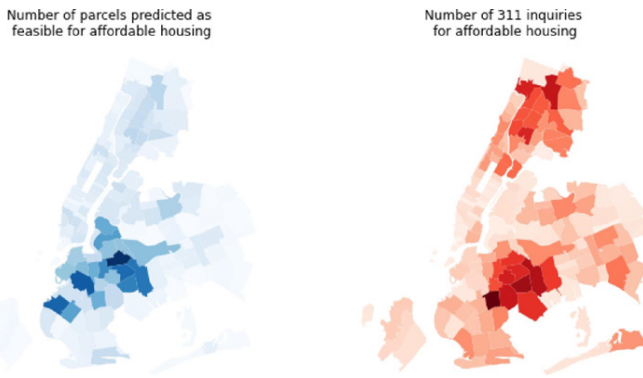 Number of parcels predicted as
feasible for affordable housing
Number of 311 inquiries
for affordable housing